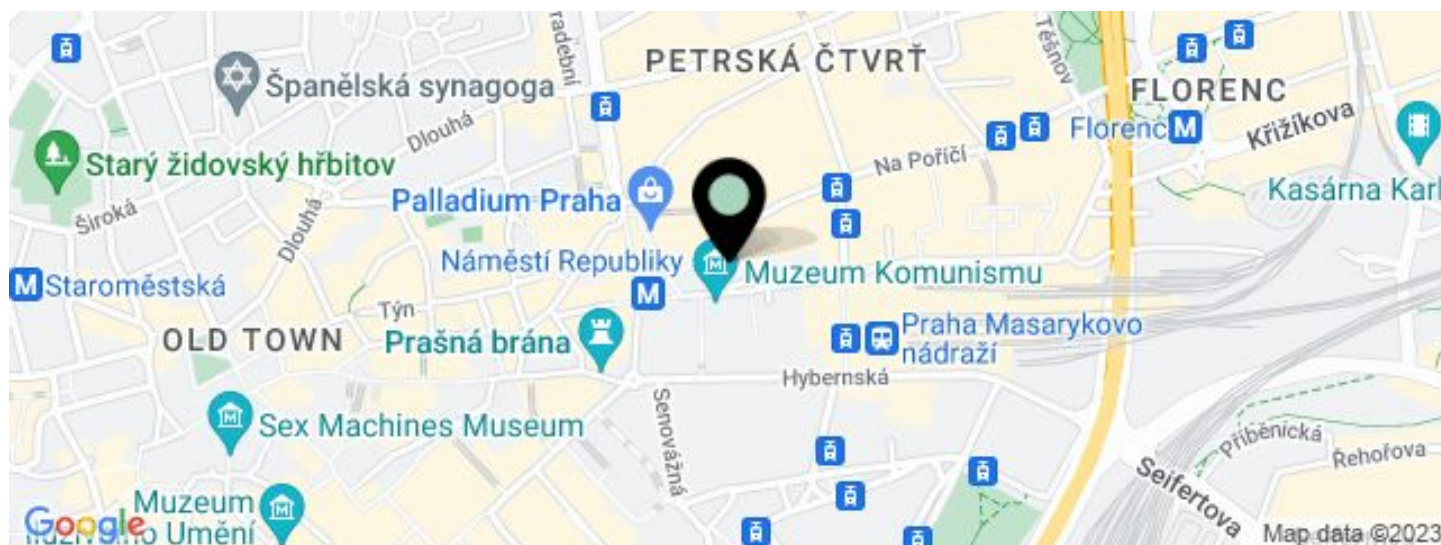 Těšnov
PETRSKÁ ČTVRŤ
Španělská synagoga
FLORENC
Dlouhá
Florenc
M
Křižíkova
Na Poříčí
Starý židovský hřbitov
Palladium Praha
Kasárna Karl
Široká
Dlouhá
Náměstí Republiky
M
Muzeum Komunismu
M Staroměstská
Týn
OLD TOWN
Prašná brána
Praha Masarykovo
nádraží
Hybernská
Senovážná
Sex Machines Museum
Příběnická
Řehořova
Seifertova
Muzeum
o Umění
Google
Map data ©2023